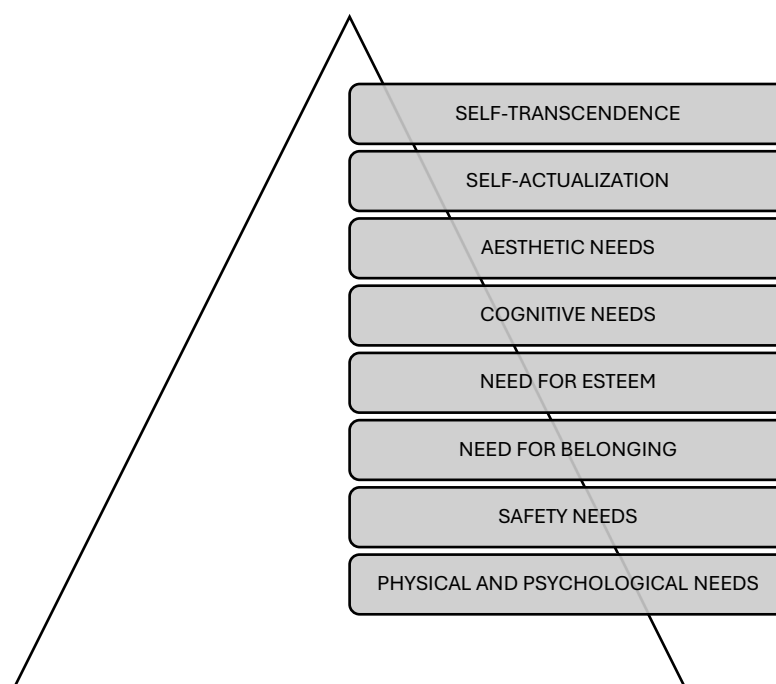 SELF-TRANSCENDENCE
SELF-ACTUALIZATION
AESTHETIC NEEDS
COGNITIVE NEEDS
NEED FOR ESTEEM
NEED FOR BELONGING
SAFETY NEEDS
PHYSICAL AND PSYCHOLOGICAL NEEDS